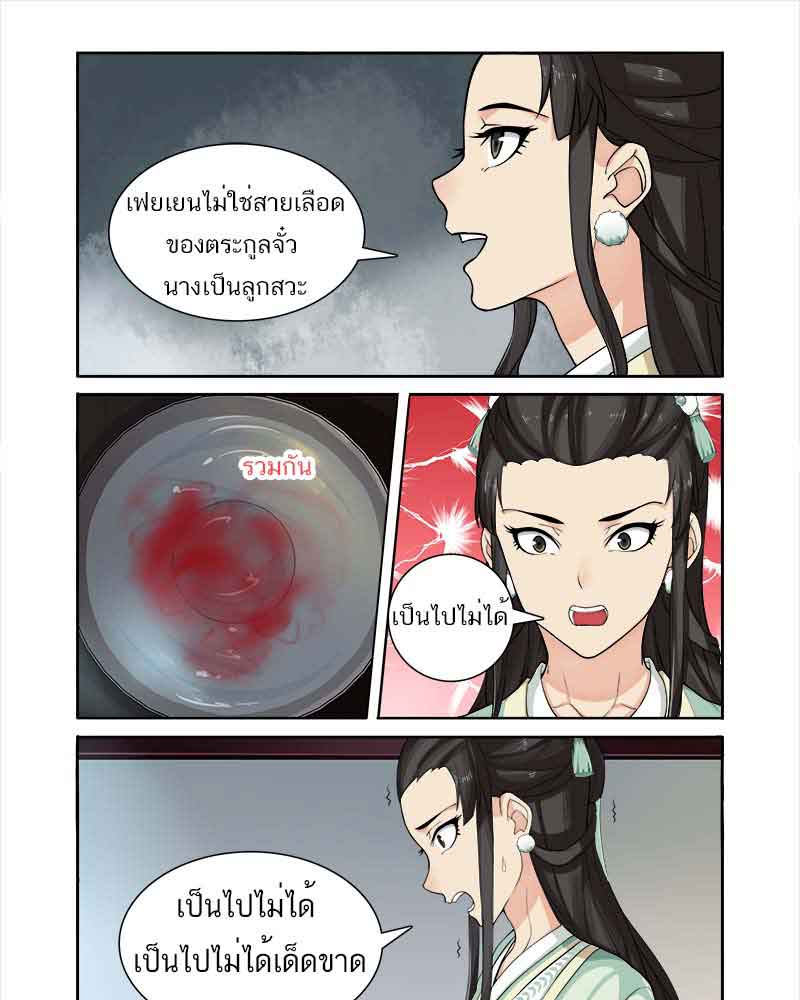 เฟยเยนไม่ใช่สายเลือด
ของตระกูลจั๋ว
นางเป็นลูกสวะ
รวมกัน
เป็นไปไม่ได้
เป็นไปไม่ได้
เป็นไปไม่ได้เด็ดขาด